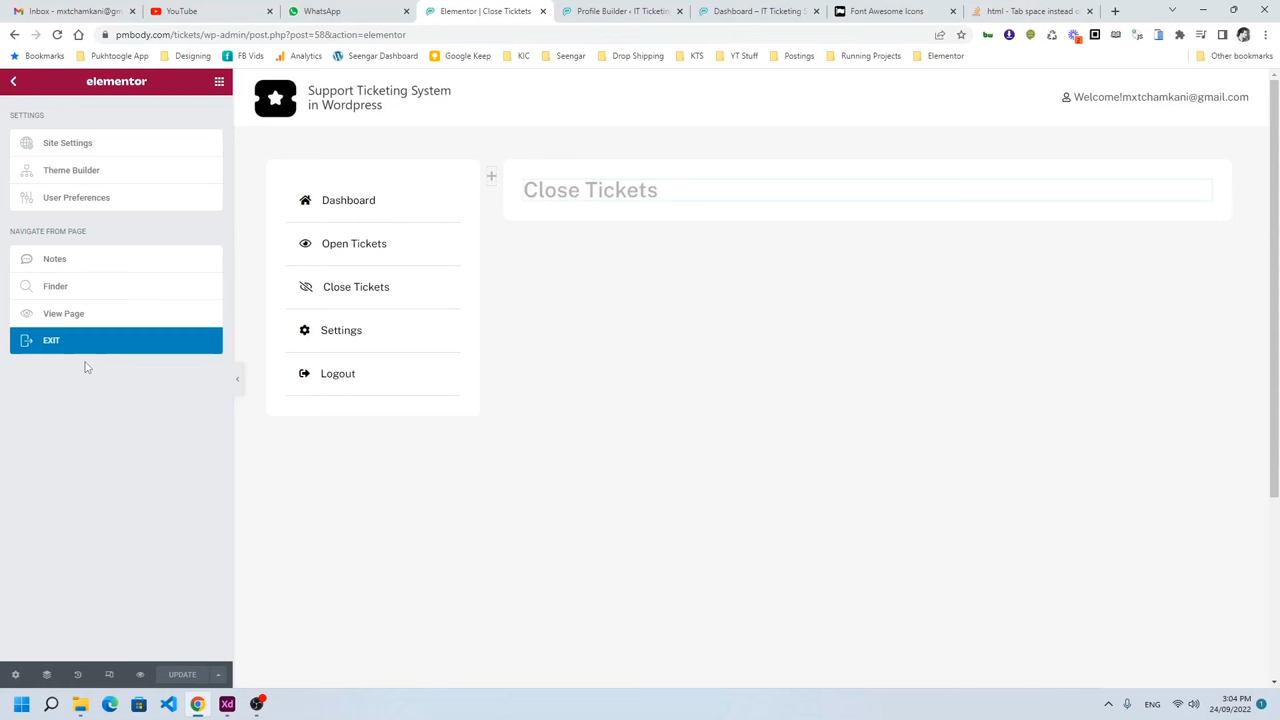 Inbox - mxtchamkani@gmail.c
YouTube
WhatsApp
Elementor | Close Tickets
Profile Builder ‹ IT Ticketin
Dashboard – IT Ticketing S
Font Awesome Icons
html - Tab space instead o
pmbody.com/tickets/wp-admin/post.php?post=58&action=elementor
Bookmarks
Pukhtoogle App
Designing
FB Vids
Analytics
Seengar Dashboard
Google Keep
KIC
Seengar
Drop Shipping
KTS
YT Stuff
Postings
Running Projects
Elementor
Other bookmarks
elementor
SETTINGS
Site Settings
Theme Builder
User Preferences
NAVIGATE FROM PAGE
Notes
Finder
View Page
EXIT
UPDATE
Support Ticketing System
in Wordpress
Welcome!mxtchamkani@gmail.com
Dashboard
Open Tickets
Close Tickets
Settings
Logout
Close Tickets
Xd
ENG
3:04 PM
24/09/2022